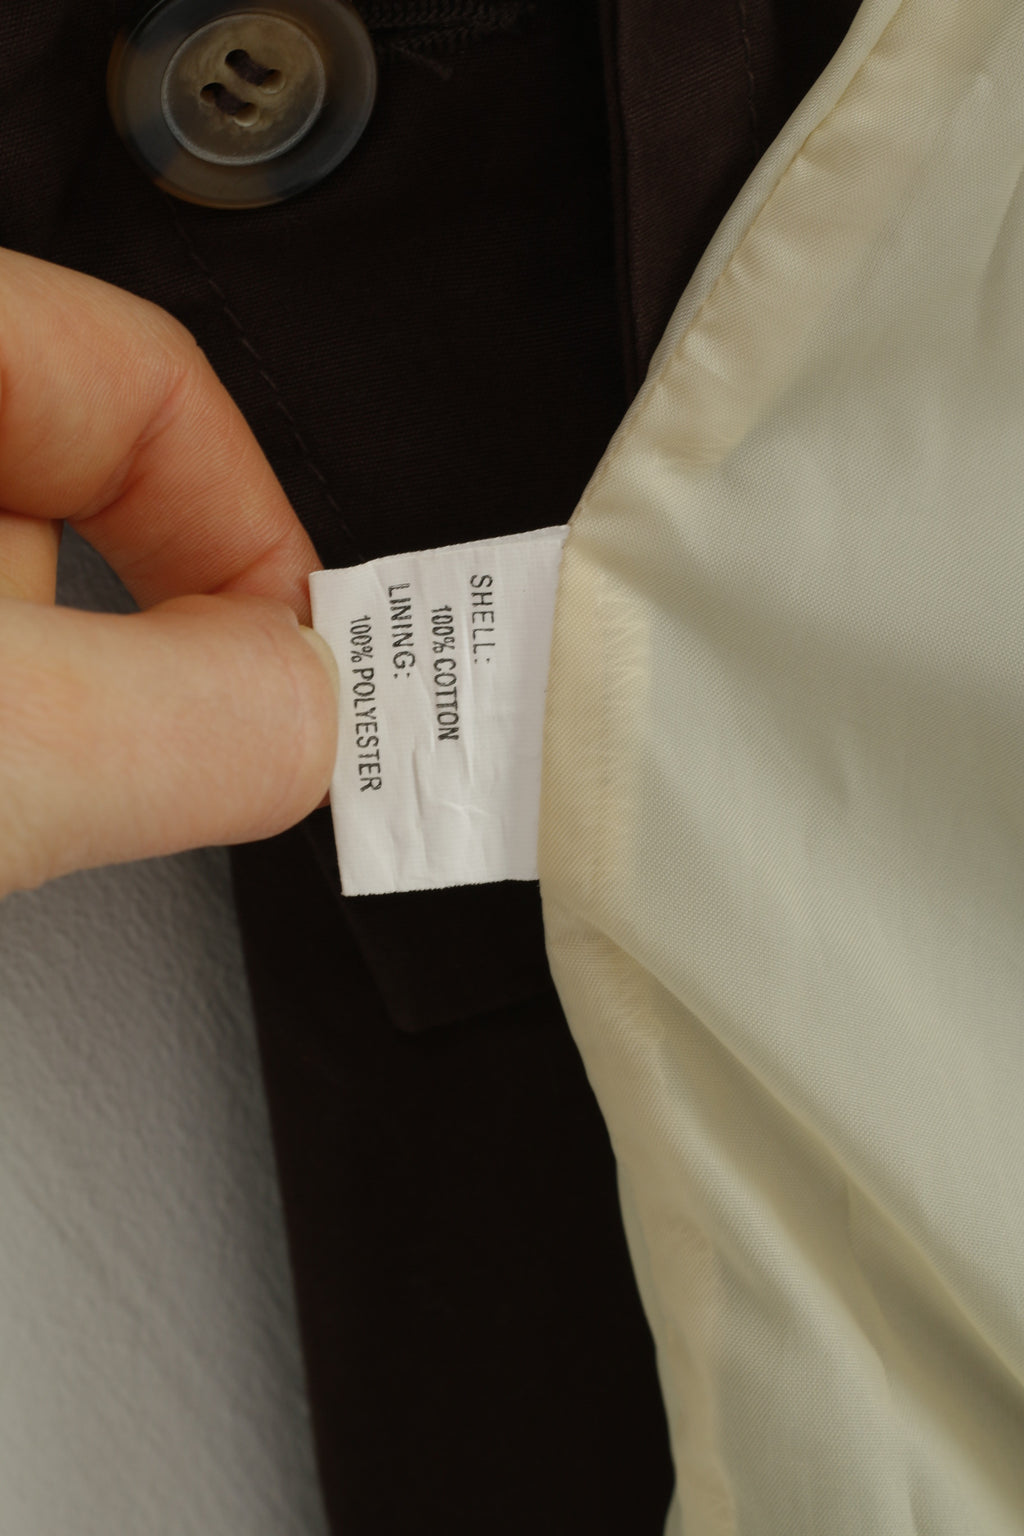 SHELL:
100% COTTON
LINING:
100% POLYESTER